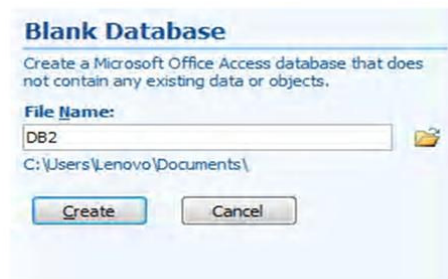 Blank Database
Create a Microsoft Office Access database that does
not contain any existing data or objects.
File Name:
DB2
C:\Users\Lenovo\Documents\
Create Cancel